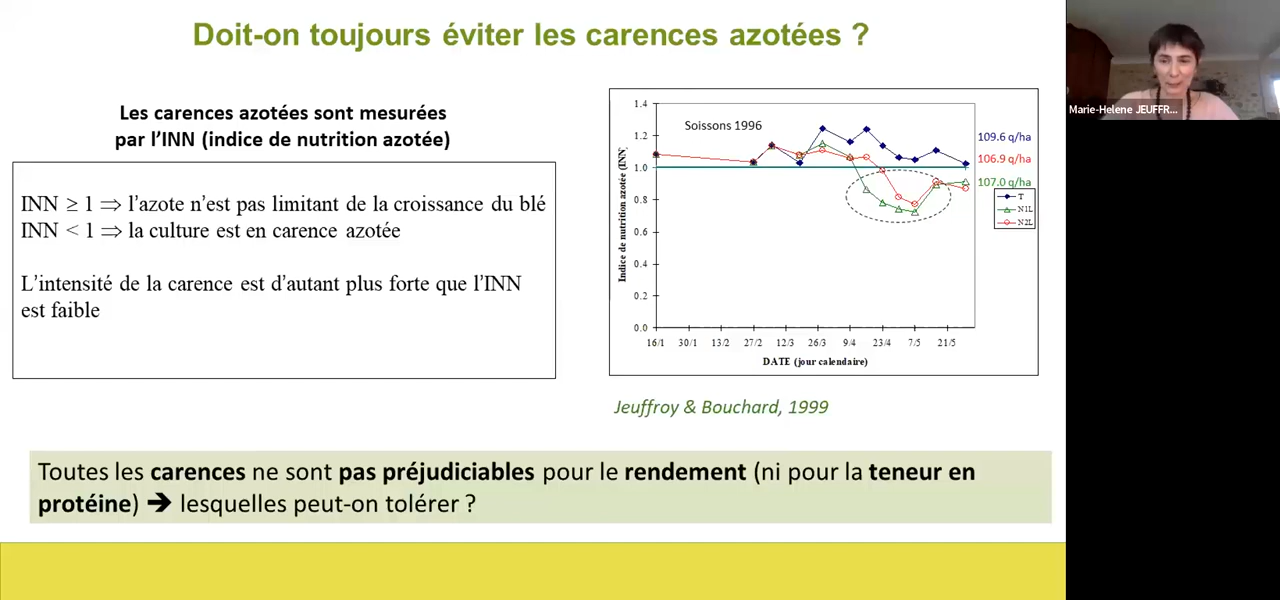 Doit-on toujours éviter les carences azotées ?
Marie-Helene JEUFFR...
Les carences azotées sont mesurées
par l'INN (indice de nutrition azotée)
INN ≥ 1 ⇒ l'azote n'est pas limitant de la croissance du blé
INN < 1 ⇒ la culture est en carence azotée
L'intensité de la carence est d'autant plus forte que l'INN
est faible
Soissons 1996
Indice de nutrition azotée (INN)
1.4
1.2
1.0
0.8
0.6
0.4
0.2
0.0
16/1 30/1 13/2 27/2 12/3 26/3 9/4 23/4 7/5 21/5
DATE (jour calendaire)
109.6 q/ha
106.9 q/ha
107.0 q/ha
T
N1L
N2L
Jeuffroy & Bouchard, 1999
Toutes les carences ne sont pas préjudiciables pour le rendement (ni pour la teneur en
protéine) ➔ lesquelles peut-on tolérer ?